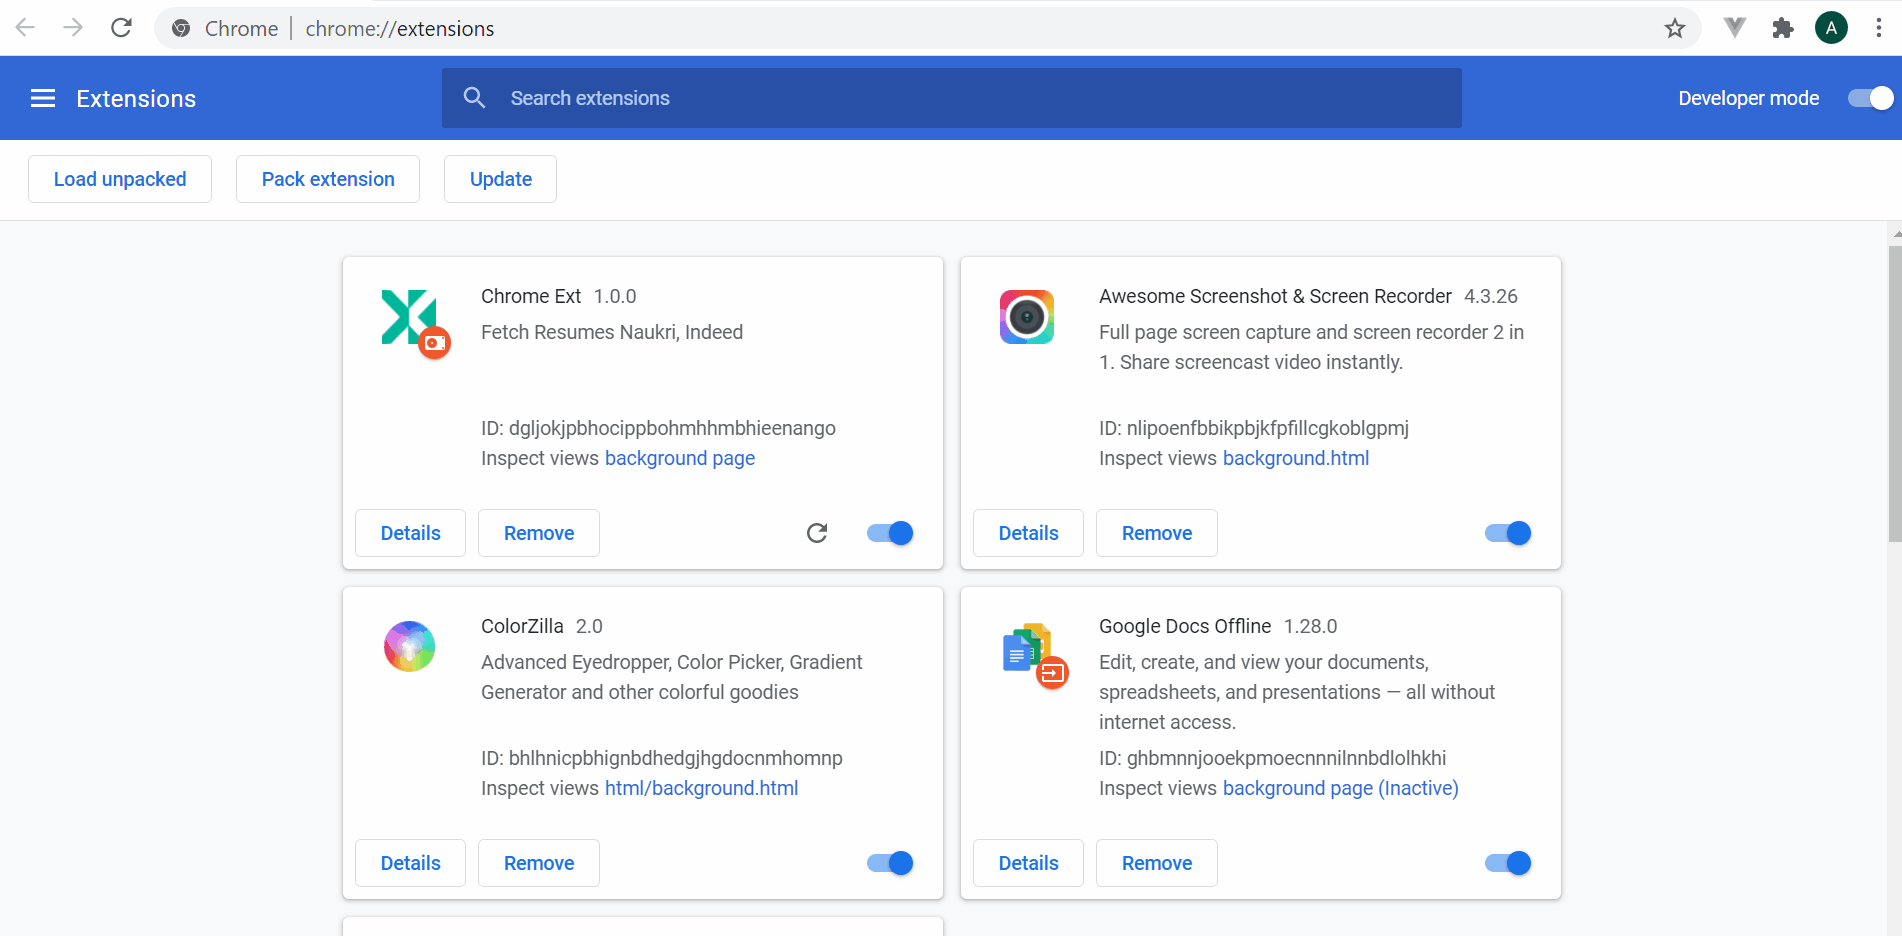 Chrome | chrome://extensions
A
Extensions
Search extensions
Developer mode
Load unpacked
Pack extension
Update
Chrome Ext 1.0.0
Fetch Resumes Naukri, Indeed
ID: dgljokjpbhocippbohmhhmbhieenango
Inspect views background page
Details
Remove
Awesome Screenshot & Screen Recorder 4.3.26
Full page screen capture and screen recorder 2 in
1. Share screencast video instantly.
ID: nlipoenfbbikpbjkfpfillcgkoblgpmj
Inspect views background.html
Details
Remove
ColorZilla 2.0
Advanced Eyedropper, Color Picker, Gradient
Generator and other colorful goodies
ID: bhlhnicpbhignbdhedgjhgdocnmhomnp
Inspect views html/background.html
Details
Remove
Google Docs Offline 1.28.0
Edit, create, and view your documents,
spreadsheets, and presentations — all without
internet access.
ID: ghbmnnjooekpmoecnnnilnnbdlolhkhi
Inspect views background page (Inactive)
Details
Remove